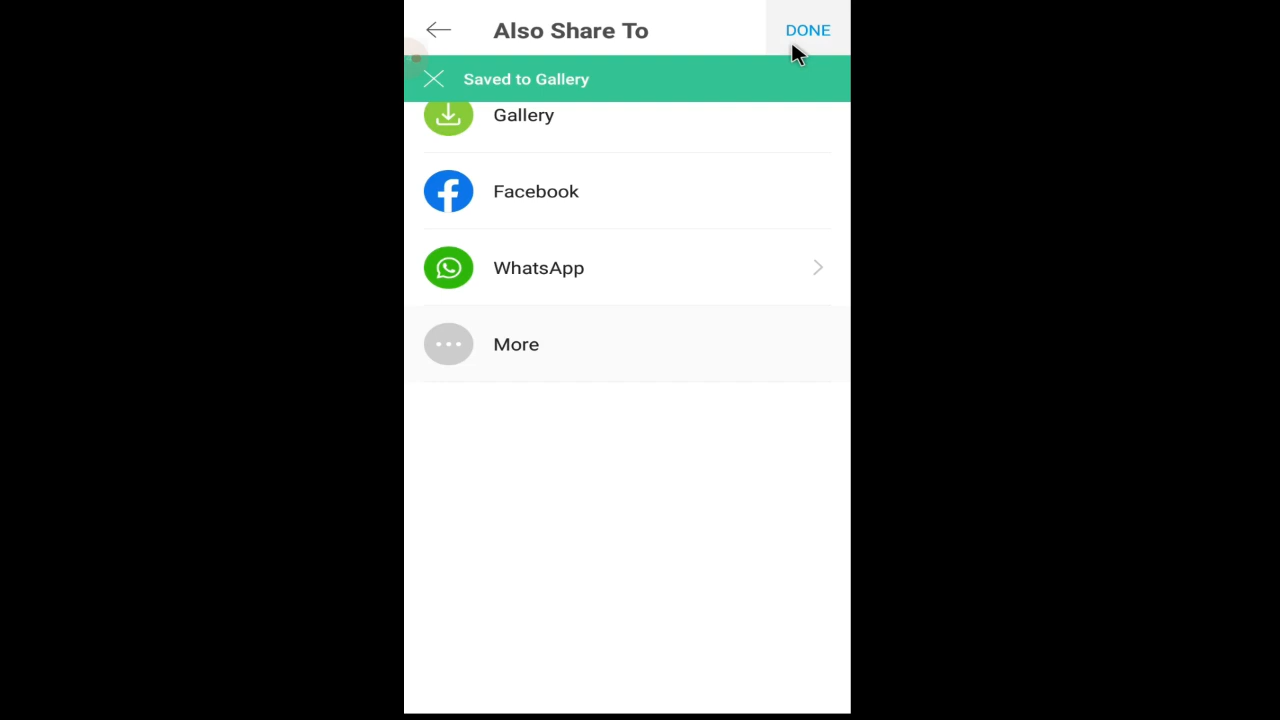 Also Share To
DONE
Saved to Gallery
Gallery
Facebook
WhatsApp
More